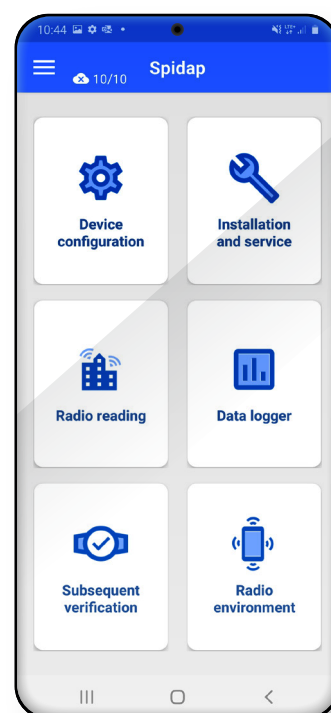 10:44
10/10
Spidap
Device
configuration
Installation
and service
Radio reading
Data logger
Subsequent
verification
Radio
environment